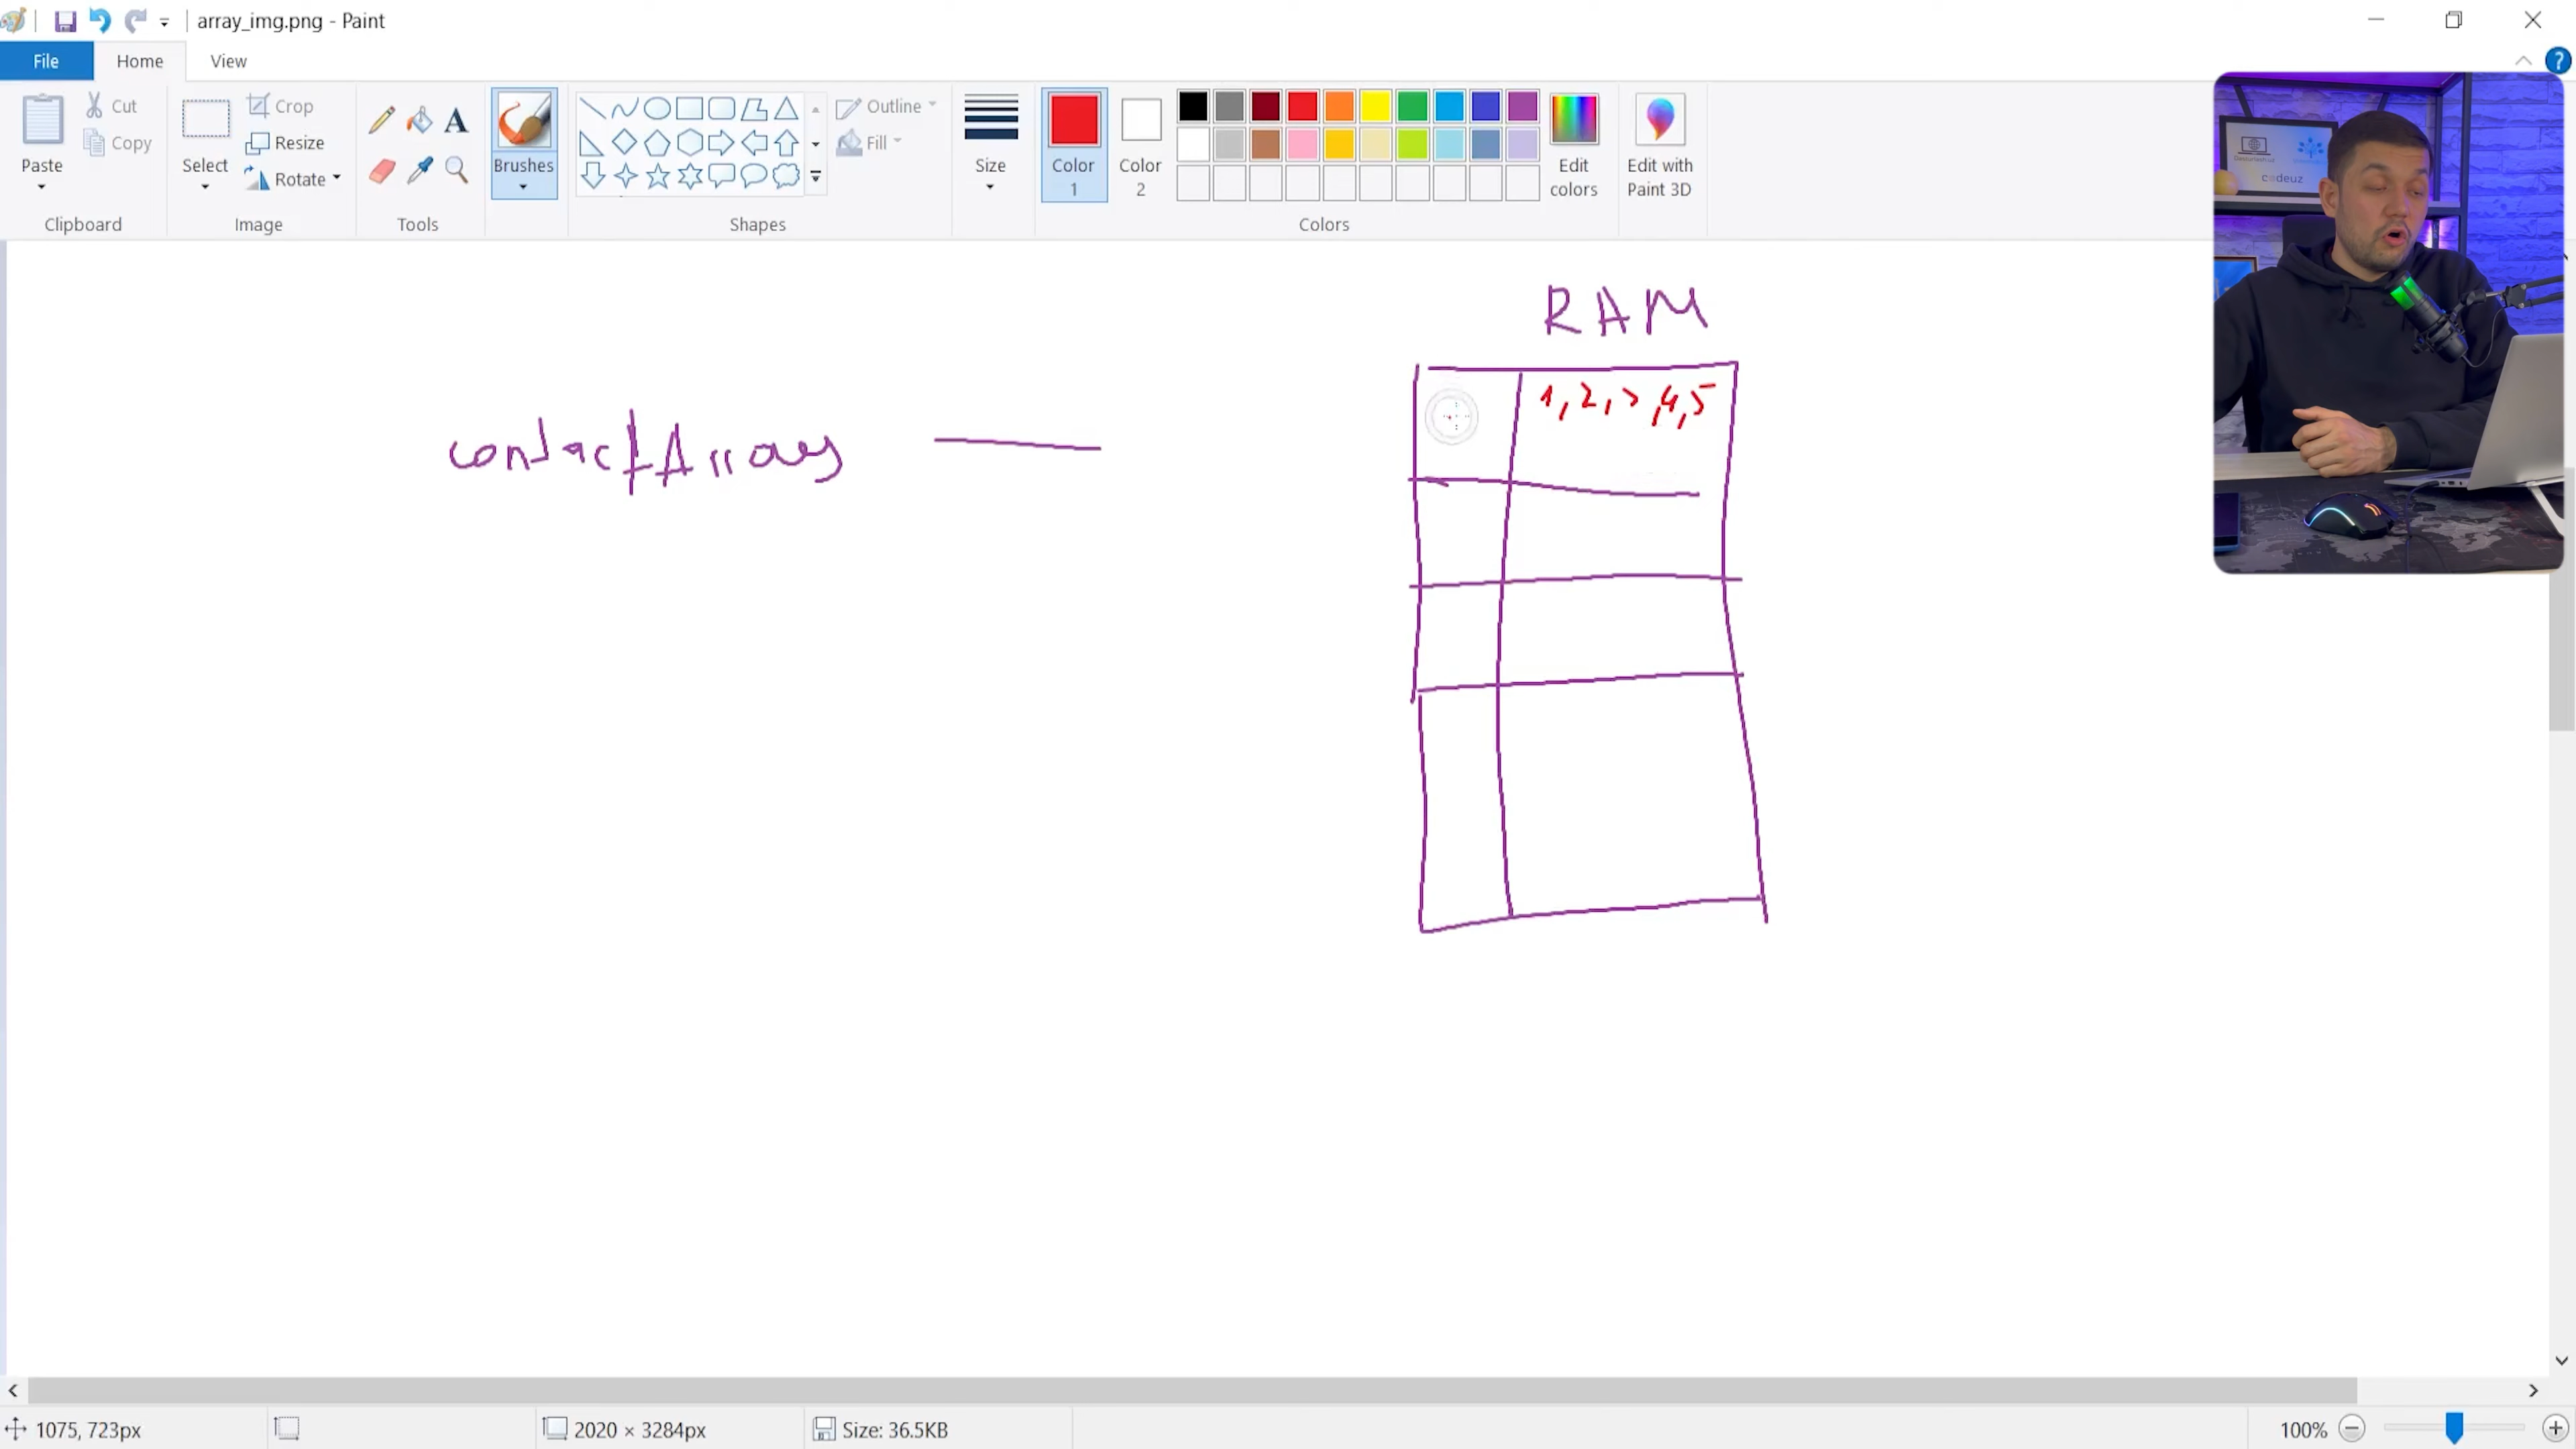 array_img.png - Paint
File
Home
View
Paste
Cut
Copy
Clipboard
Select
Crop
Resize
Rotate
Image
A
Tools
Brushes
Shapes
Outline
Fill
Size
Color
1
Color
2
Edit
colors
Colors
Edit with
Paint 3D
?
codeuz
RAM
1, 2, 3, 4, 5
contactArray
1075, 723px
2020 × 3284px
Size: 36.5KB
100%